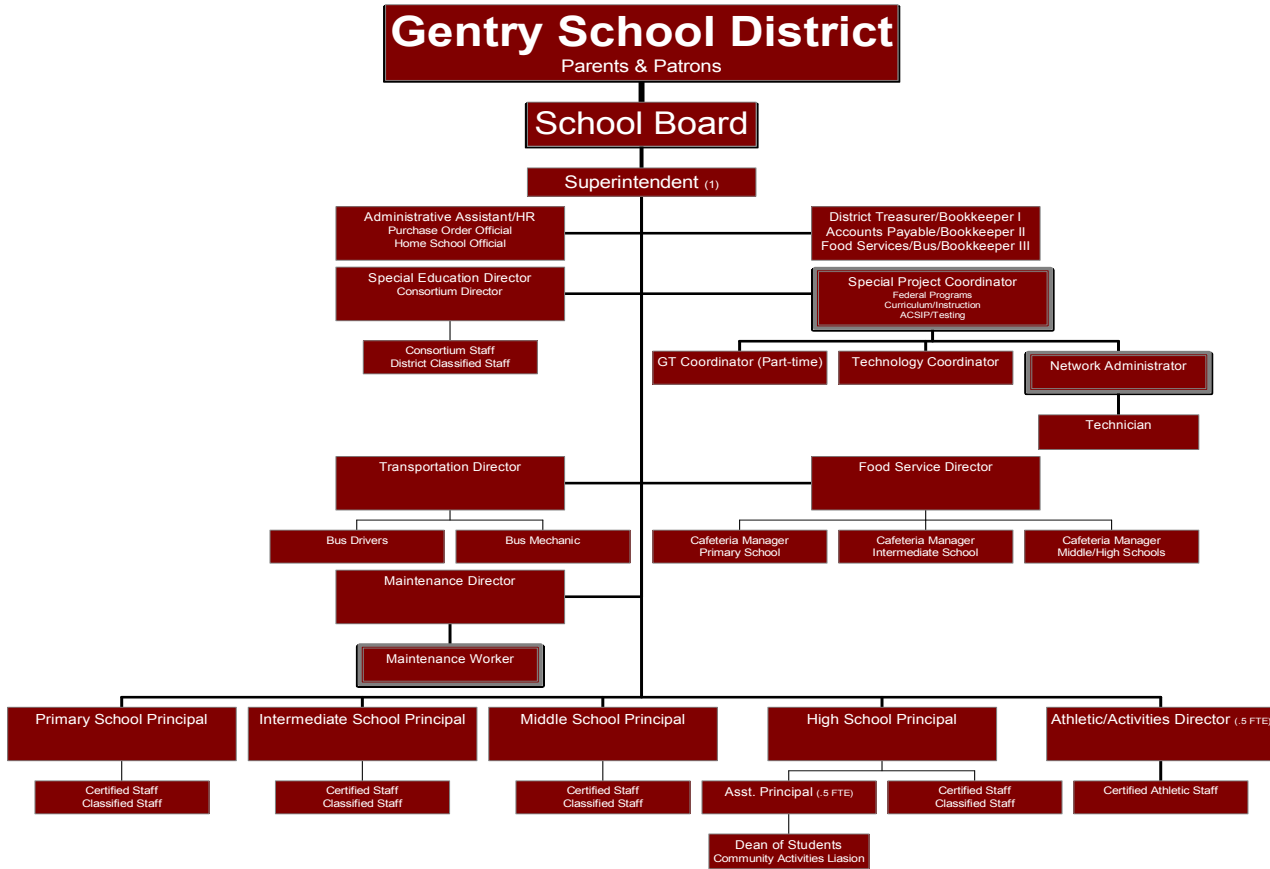 Gentry School District
Parents & Patrons
School Board
Superintendent (1)
Administrative Assistant/HR
Purchase Order Official
Home School Official
District Treasurer/Bookkeeper I
Accounts Payable/Bookkeeper II
Food Services/Bus/Bookkeeper III
Special Education Director
Consortium Director
Special Project Coordinator
Federal Programs
Curriculum/Instruction
ACSIP/Testing
Consortium Staff
District Classified Staff
GT Coordinator (Part-time)
Technology Coordinator
Network Administrator
Technician
Transportation Director
Food Service Director
Bus Drivers
Bus Mechanic
Cafeteria Manager
Primary School
Cafeteria Manager
Intermediate School
Cafeteria Manager
Middle/High Schools
Maintenance Director
Maintenance Worker
Primary School Principal
Intermediate School Principal
Middle School Principal
High School Principal
Athletic/Activities Director (.5 FTE)
Certified Staff
Classified Staff
Certified Staff
Classified Staff
Certified Staff
Classified Staff
Asst. Principal (.5 FTE)
Certified Staff
Classified Staff
Certified Athletic Staff
Dean of Students
Community Activities Liasion